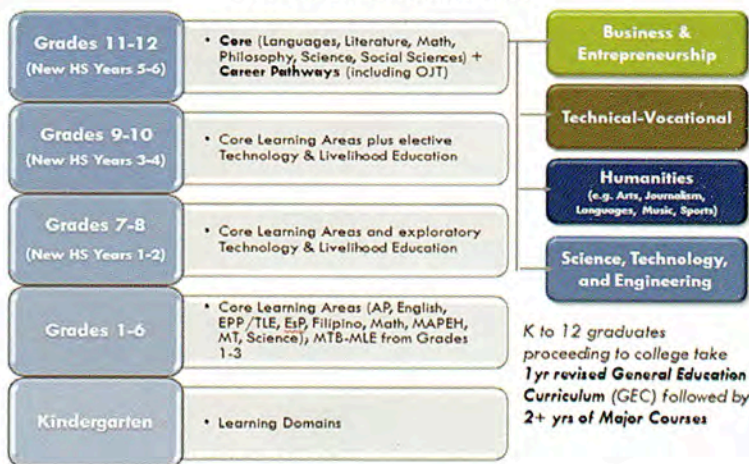 Grades 11-12
(New HS Years 5-6)
• Core (Languages, Literature, Math,
Philosophy, Science, Social Sciences) +
Career Pathways (including OJT)
Grades 9-10
(New HS Years 3-4)
• Core Learning Areas plus elective
Technology & Livelihood Education
Grades 7-8
(New HS Years 1-2)
• Core Learning Areas and exploratory
Technology & Livelihood Education
Grades 1-6
• Core Learning Areas (AP, English,
EPP/TLE, EsP, Filipino, Math, MAPEH,
MT, Science), MTB-MLE from Grades
1-3
Kindergarten
• Learning Domains
Business &
Entrepreneurship
Technical-Vocational
Humanities
(e.g. Arts, Journalism,
Languages, Music, Sports)
Science, Technology,
and Engineering
K to 12 graduates
proceeding to college take
1yr revised General Education
Curriculum (GEC) followed by
2+ yrs of Major Courses